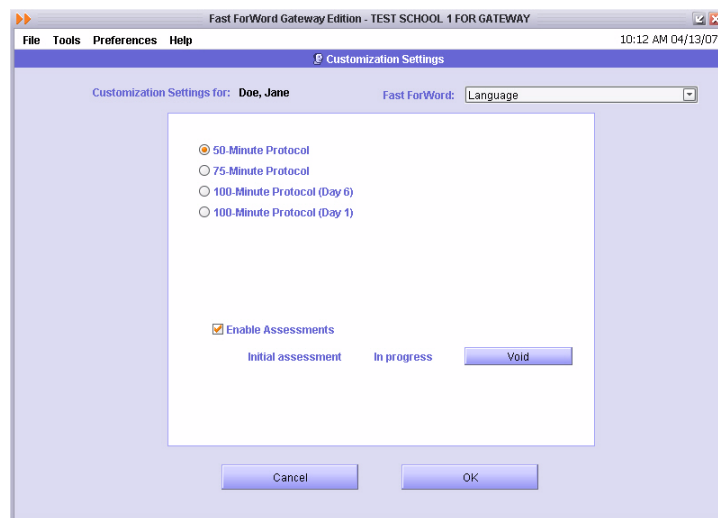 Fast ForWord Gateway Edition - TEST SCHOOL 1 FOR GATEWAY
File Tools Preferences Help 10:12 AM 04/13/07
Customization Settings
Customization Settings for: Doe, Jane Fast ForWord: Language
50-Minute Protocol
75-Minute Protocol
100-Minute Protocol (Day 6)
100-Minute Protocol (Day 1)
Enable Assessments
Initial assessment In progress Void
Cancel OK